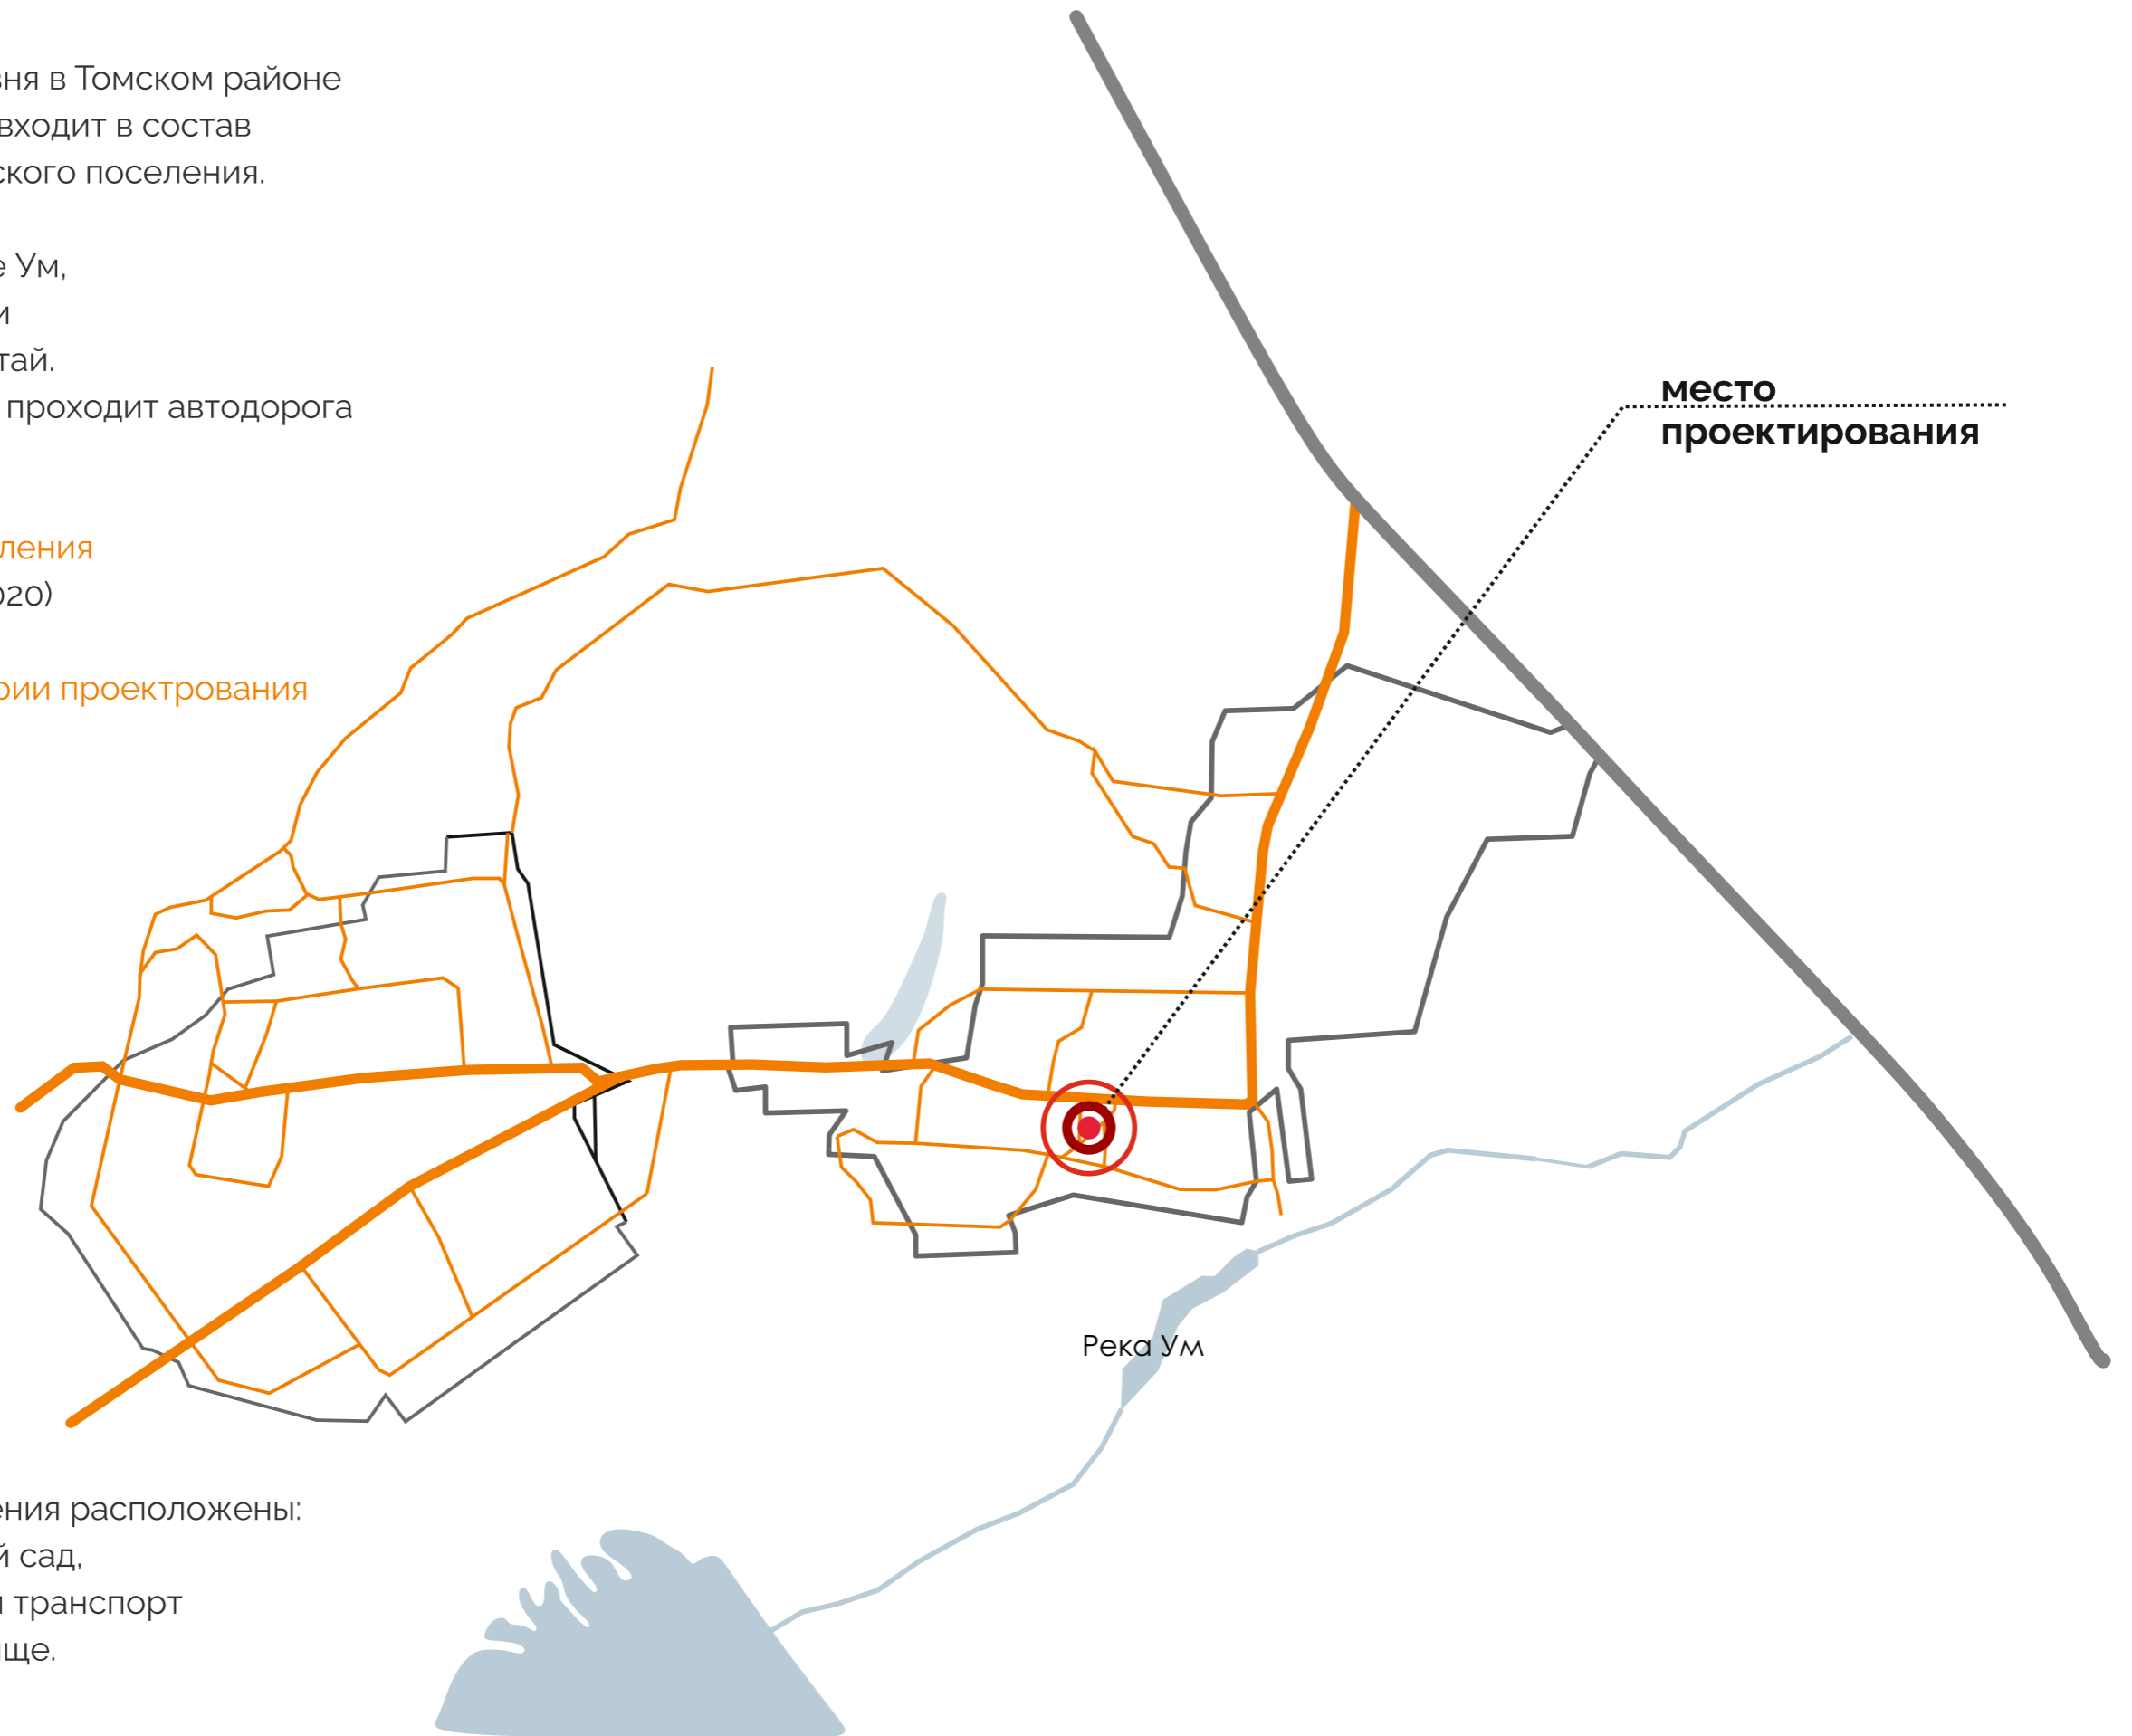 вня в Томском районе
входит в состав
ского поселения.
е Ум,
и
тай.
проходит автодорога
место
проектирования
ления
020)
рии проектрования
Река Ум
ения расположены:
й сад,
й транспорт
ище.